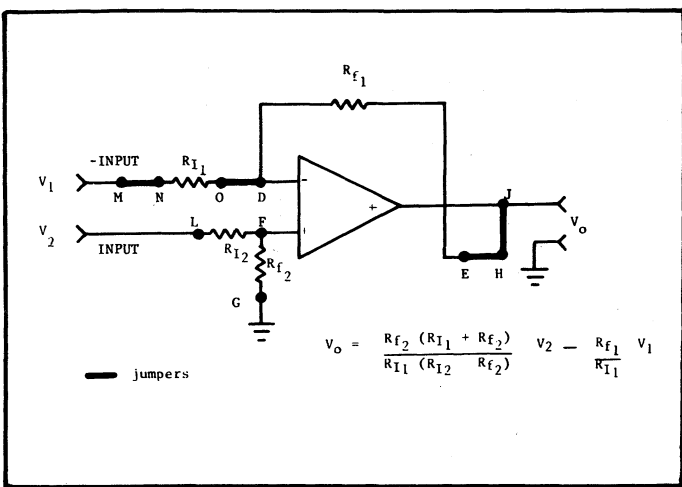 Rf1
-INPUT
RI1
V1
M N O D
-
+
J
V2
L F
INPUT
RI2
Rf2
Vo
E H
G
Vo = Rf2 (RI1 + Rf2) / RI1 (RI2 Rf2) V2 — Rf1 / RI1 V1
jumpers